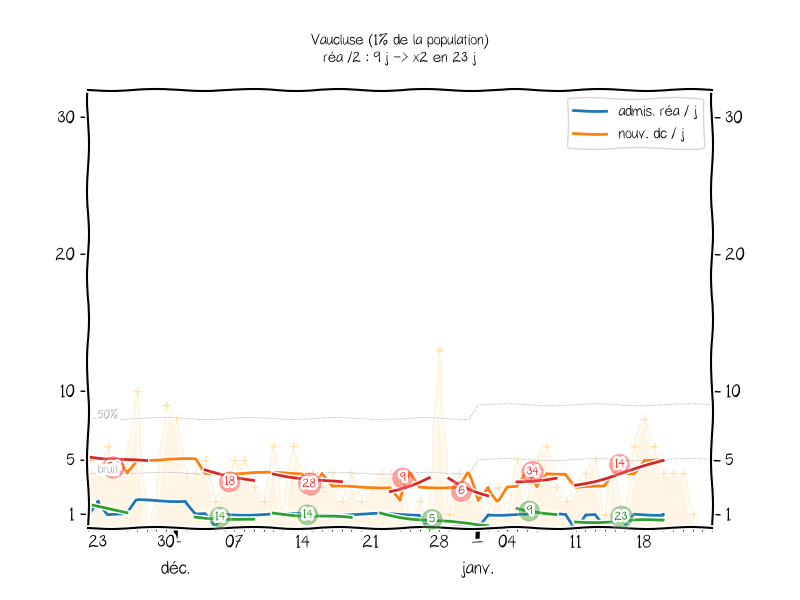 Vaucluse (1% de la population)
réa /2 : 9 j -> x2 en 23 j
admis. réa / j
nouv. dc / j
30 30
20 20
10 10
50%
5 5
bruit
1 1
18 28 9 6 34 14
14 14 5 9 23
23 30 07 14 21 28 04 11 18
déc. janv.